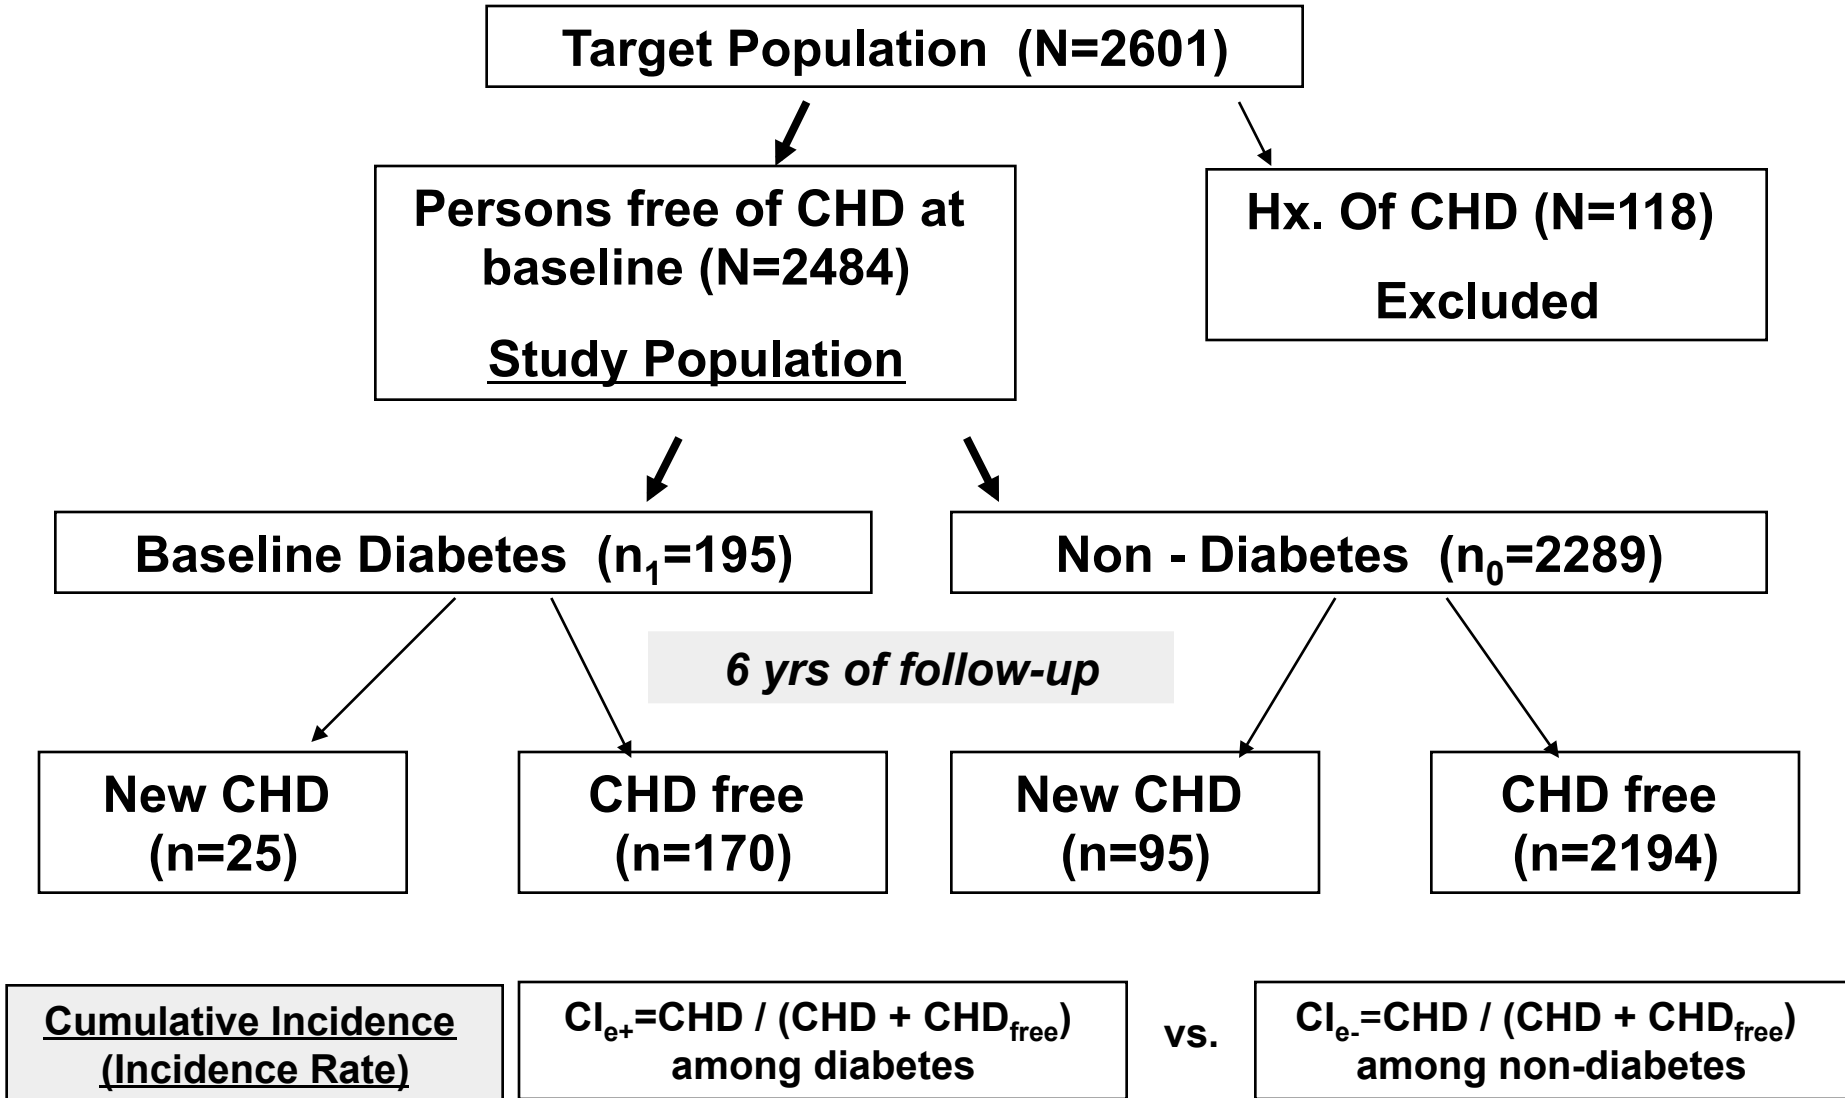 Target Population (N=2601)
Persons free of CHD at
baseline (N=2484)
Study Population
Hx. Of CHD (N=118)
Excluded
Baseline Diabetes (n₁=195)
Non - Diabetes (n₀=2289)
6 yrs of follow-up
New CHD
(n=25)
CHD free
(n=170)
New CHD
(n=95)
CHD free
(n=2194)
Cumulative Incidence
(Incidence Rate)
CIe+=CHD / (CHD + CHDfree)
among diabetes
vs.
CIe-=CHD / (CHD + CHDfree)
among non-diabetes